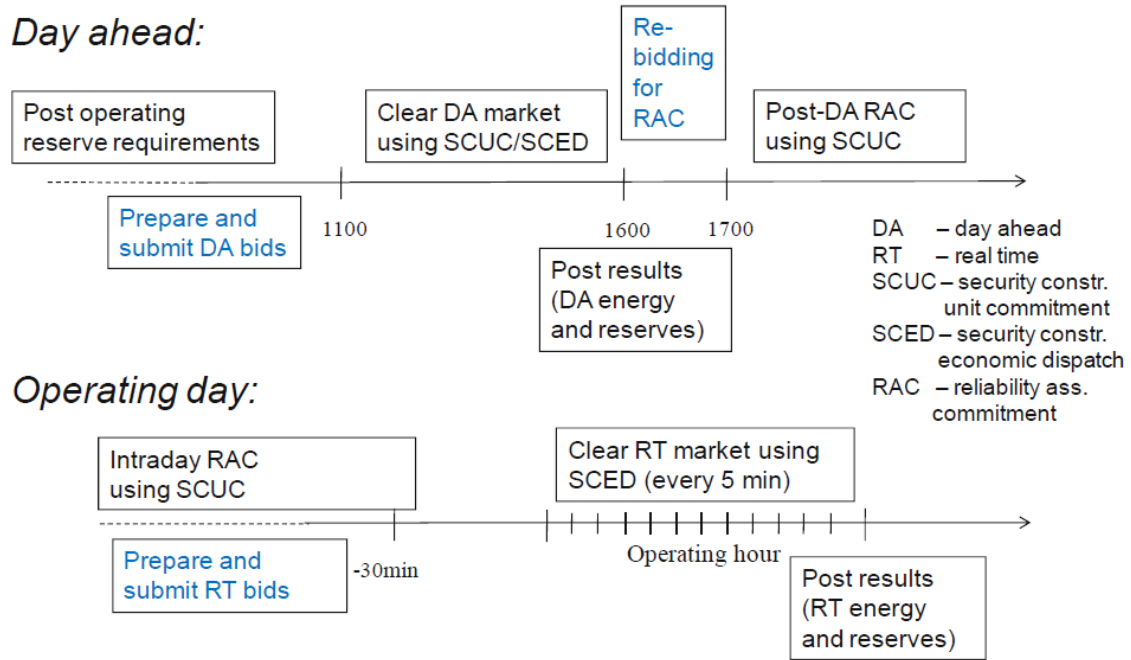 Day ahead:
Re-
bidding
for
RAC
Post operating
reserve requirements
Clear DA market
using SCUC/SCED
Post-DA RAC
using SCUC
Prepare and
submit DA bids
1100
1600
1700
Post results
(DA energy
and reserves)
DA – day ahead
RT – real time
SCUC – security constr.
unit commitment
SCED – security constr.
economic dispatch
RAC – reliability ass.
commitment
Operating day:
Intraday RAC
using SCUC
Clear RT market using
SCED (every 5 min)
Prepare and
submit RT bids
-30min
Operating hour
Post results
(RT energy
and reserves)